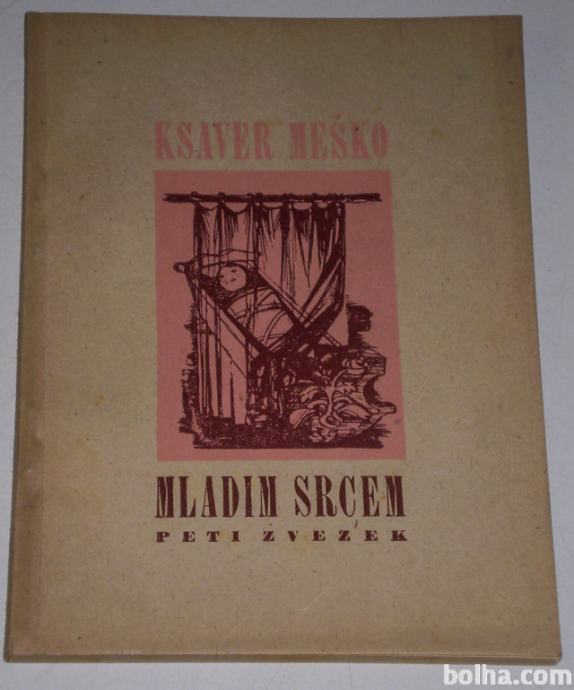 KSAVER MEŠKO
MLADIM SRCEM
PETI ZVEZEK
bolha.com